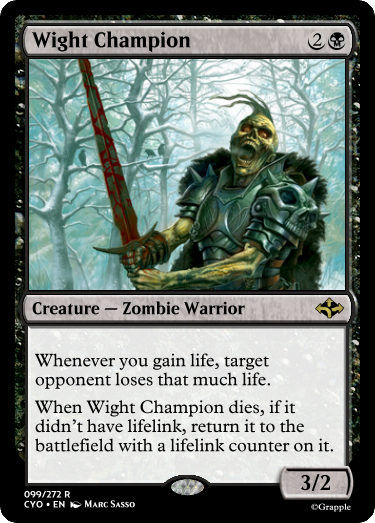 Wight Champion 2
Creature — Zombie Warrior
Whenever you gain life, target
opponent loses that much life.
When Wight Champion dies, if it
didn't have lifelink, return it to the
battlefield with a lifelink counter on it.
3/2
099/272 R
CYO • EN Marc Sasso
©Grapple